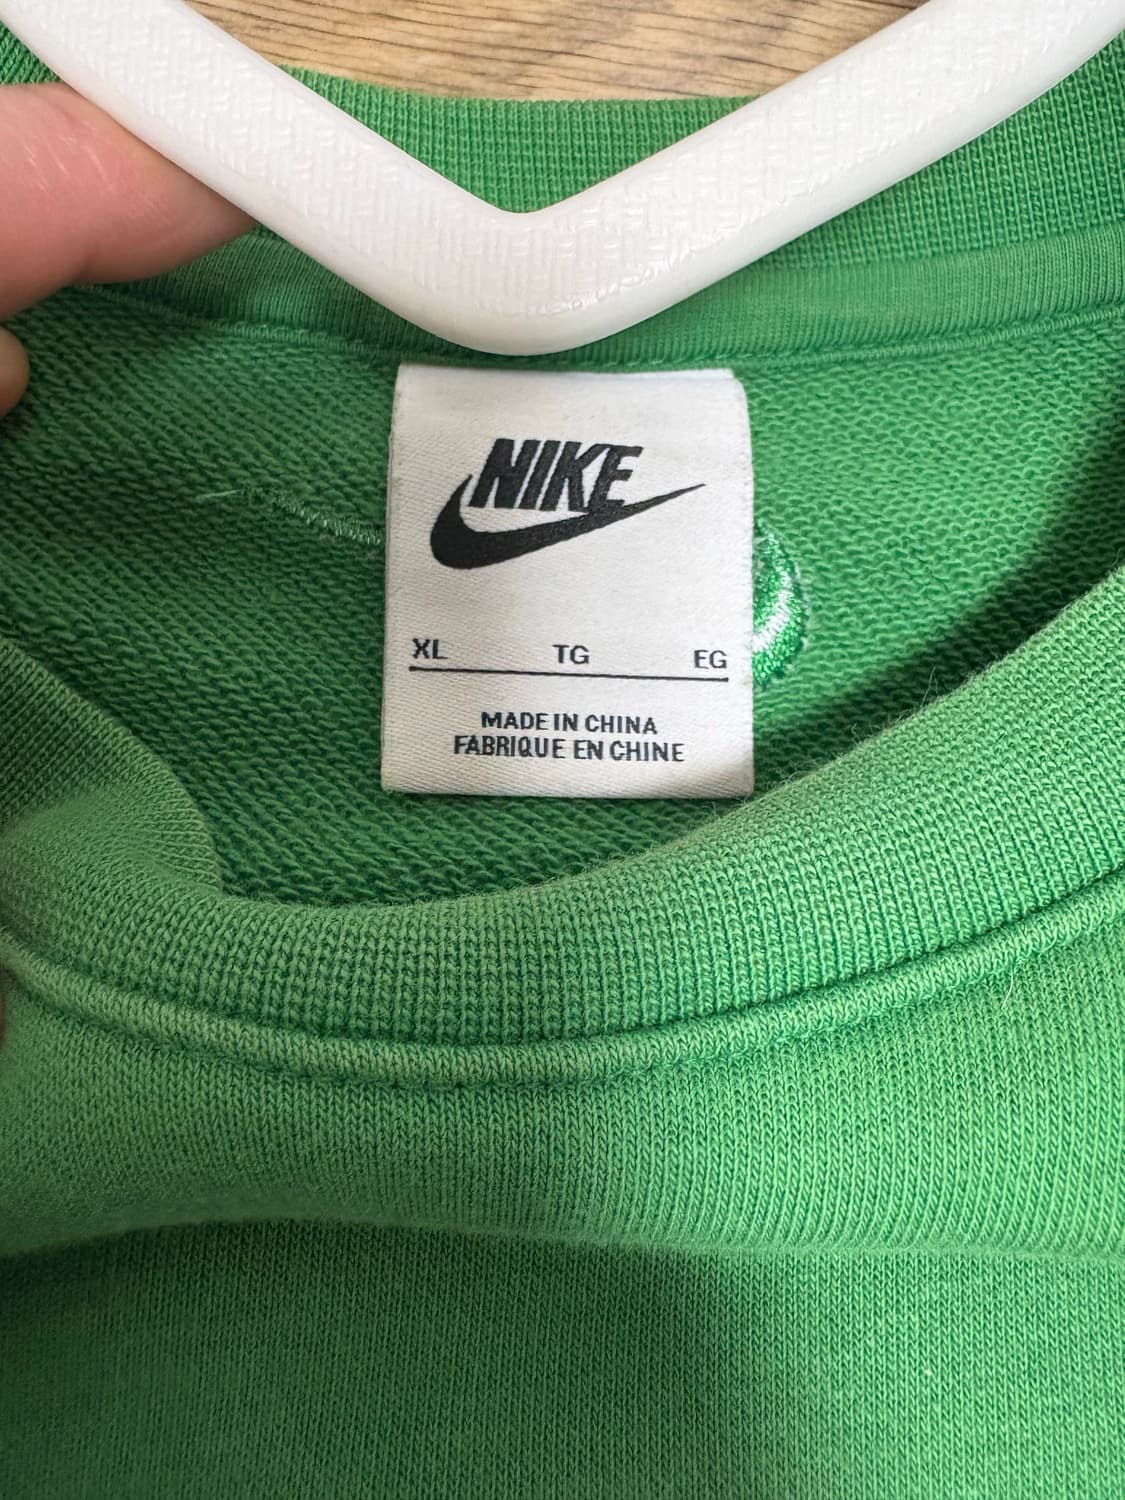 NIKE
XL TG EG
MADE IN CHINA
FABRIQUE EN CHINE